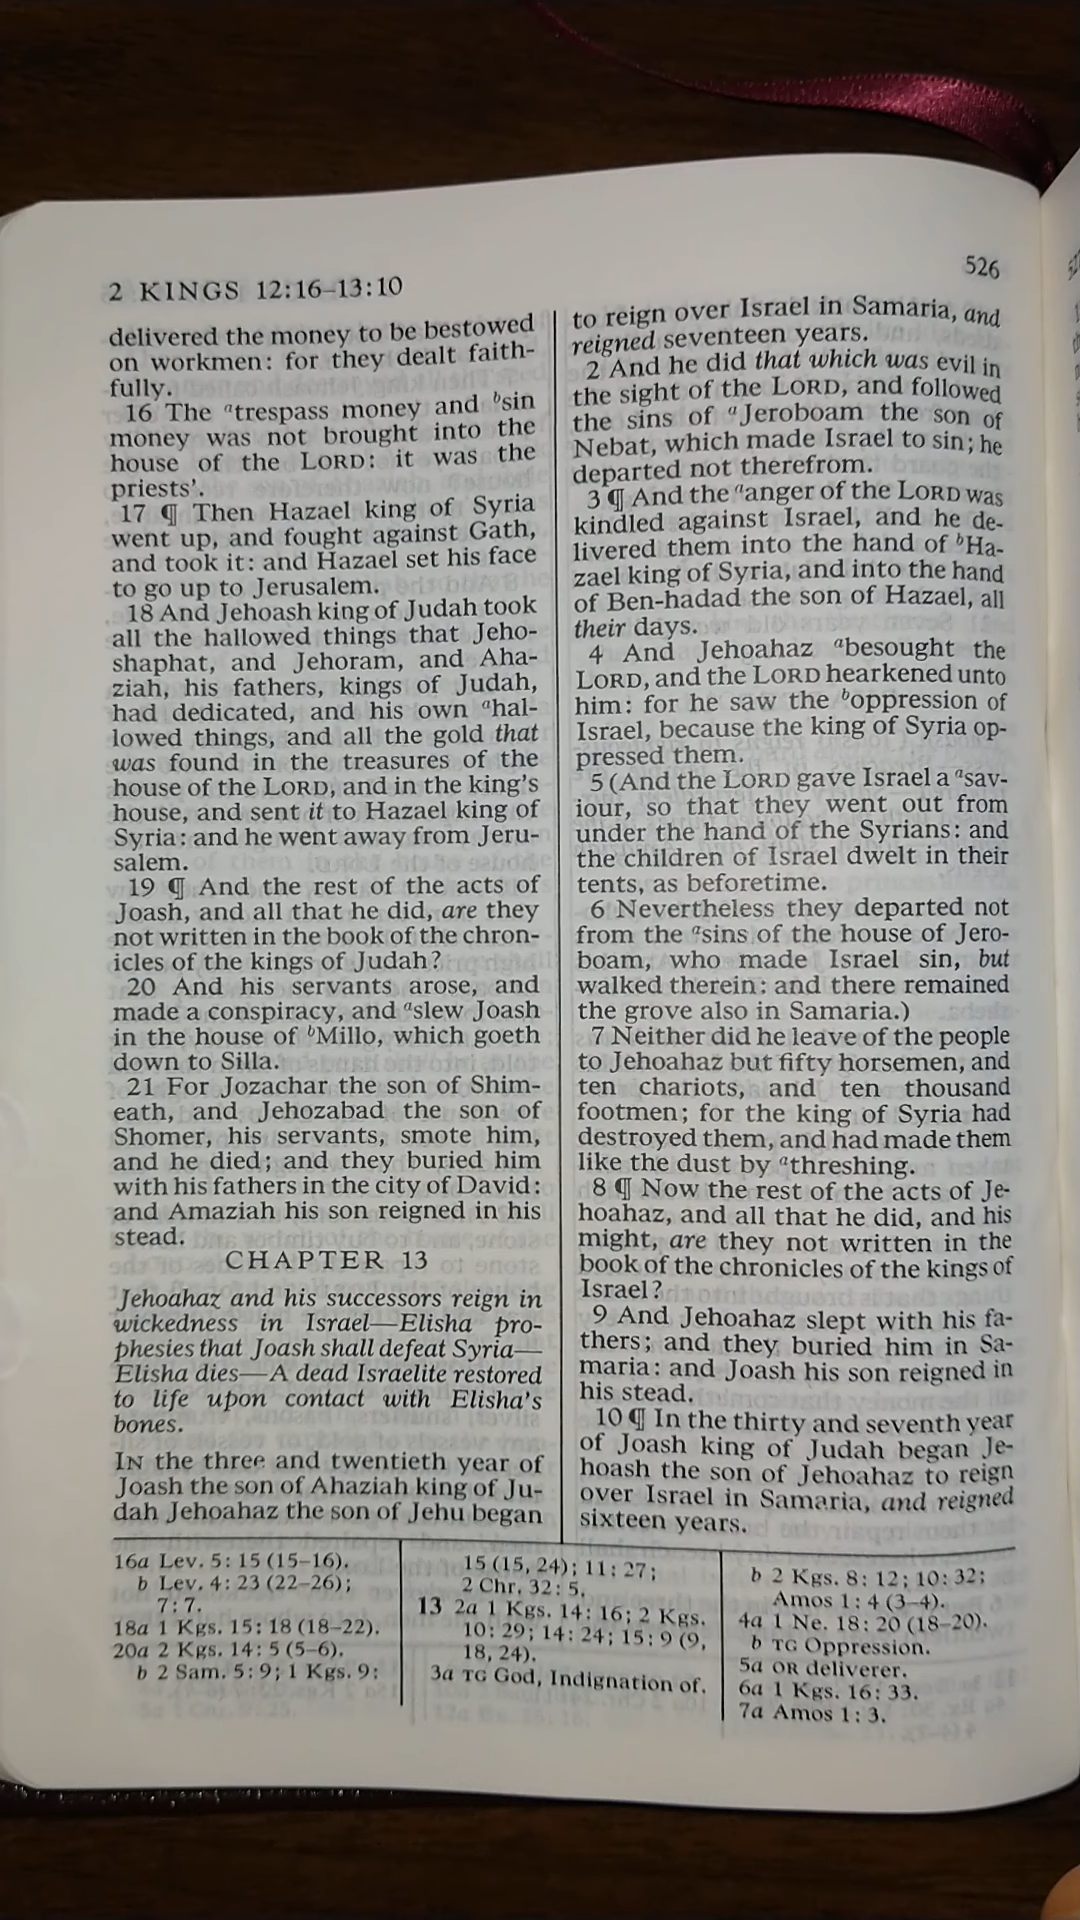 2 KINGS 12:16–13:10
526
delivered the money to be bestowed
on workmen: for they dealt faith-
fully.
16 The ᵃtrespass money and ᵇsin
money was not brought into the
house of the LORD: it was the
priests'.
17 ¶ Then Hazael king of Syria
went up, and fought against Gath,
and took it: and Hazael set his face
to go up to Jerusalem.
18 And Jehoash king of Judah took
all the hallowed things that Jeho-
shaphat, and Jehoram, and Aha-
ziah, his fathers, kings of Judah,
had dedicated, and his own ᵃhal-
lowed things, and all the gold that
was found in the treasures of the
house of the LORD, and in the king's
house, and sent it to Hazael king of
Syria: and he went away from Jeru-
salem.
19 ¶ And the rest of the acts of
Joash, and all that he did, are they
not written in the book of the chron-
icles of the kings of Judah?
20 And his servants arose, and
made a conspiracy, and ᵃslew Joash
in the house of ᵇMillo, which goeth
down to Silla.
21 For Jozachar the son of Shim-
eath, and Jehozabad the son of
Shomer, his servants, smote him,
and he died; and they buried him
with his fathers in the city of David:
and Amaziah his son reigned in his
stead.
CHAPTER 13
Jehoahaz and his successors reign in
wickedness in Israel—Elisha pro-
phesies that Joash shall defeat Syria—
Elisha dies—A dead Israelite restored
to life upon contact with Elisha's
bones.
IN the three and twentieth year of
Joash the son of Ahaziah king of Ju-
dah Jehoahaz the son of Jehu began
to reign over Israel in Samaria, and
reigned seventeen years.
2 And he did that which was evil in
the sight of the LORD, and followed
the sins of ᵃJeroboam the son of
Nebat, which made Israel to sin; he
departed not therefrom.
3 ¶ And the ᵃanger of the LORD was
kindled against Israel, and he de-
livered them into the hand of ᵇHa-
zael king of Syria, and into the hand
of Ben-hadad the son of Hazael, all
their days.
4 And Jehoahaz ᵃbesought the
LORD, and the LORD hearkened unto
him: for he saw the ᵇoppression of
Israel, because the king of Syria op-
pressed them.
5 (And the LORD gave Israel a ᵃsav-
iour, so that they went out from
under the hand of the Syrians: and
the children of Israel dwelt in their
tents, as beforetime.
6 Nevertheless they departed not
from the ᵃsins of the house of Jero-
boam, who made Israel sin, but
walked therein: and there remained
the grove also in Samaria.)
7 Neither did he leave of the people
to Jehoahaz but fifty horsemen, and
ten chariots, and ten thousand
footmen; for the king of Syria had
destroyed them, and had made them
like the dust by ᵃthreshing.
8 ¶ Now the rest of the acts of Je-
hoahaz, and all that he did, and his
might, are they not written in the
book of the chronicles of the kings of
Israel?
9 And Jehoahaz slept with his fa-
thers; and they buried him in Sa-
maria: and Joash his son reigned in
his stead.
10 ¶ In the thirty and seventh year
of Joash king of Judah began Je-
hoash the son of Jehoahaz to reign
over Israel in Samaria, and reigned
sixteen years.
16a Lev. 5: 15 (15–16).
b Lev. 4: 23 (22–26);
7: 7.
18a 1 Kgs. 15: 18 (18–22).
20a 2 Kgs. 14: 5 (5–6).
b 2 Sam. 5: 9; 1 Kgs. 9:
15 (15, 24); 11: 27;
2 Chr. 32: 5.
13 2a 1 Kgs. 14: 16; 2 Kgs.
10: 29; 14: 24; 15: 9 (9,
18, 24).
3a TG God, Indignation of.
b 2 Kgs. 8: 12; 10: 32;
Amos 1: 4 (3–4).
4a 1 Ne. 18: 20 (18–20).
b TG Oppression.
5a OR deliverer.
6a 1 Kgs. 16: 33.
7a Amos 1: 3.